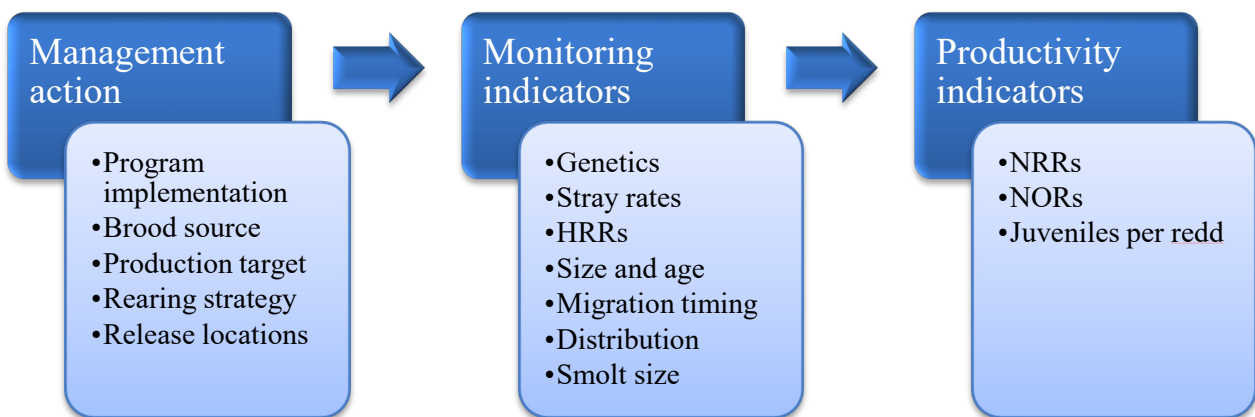 Management
action
•Program
implementation
•Brood source
•Production target
•Rearing strategy
•Release locations
Monitoring
indicators
•Genetics
•Stray rates
•HRRs
•Size and age
•Migration timing
•Distribution
•Smolt size
Productivity
indicators
•NRRs
•NORs
•Juveniles per redd